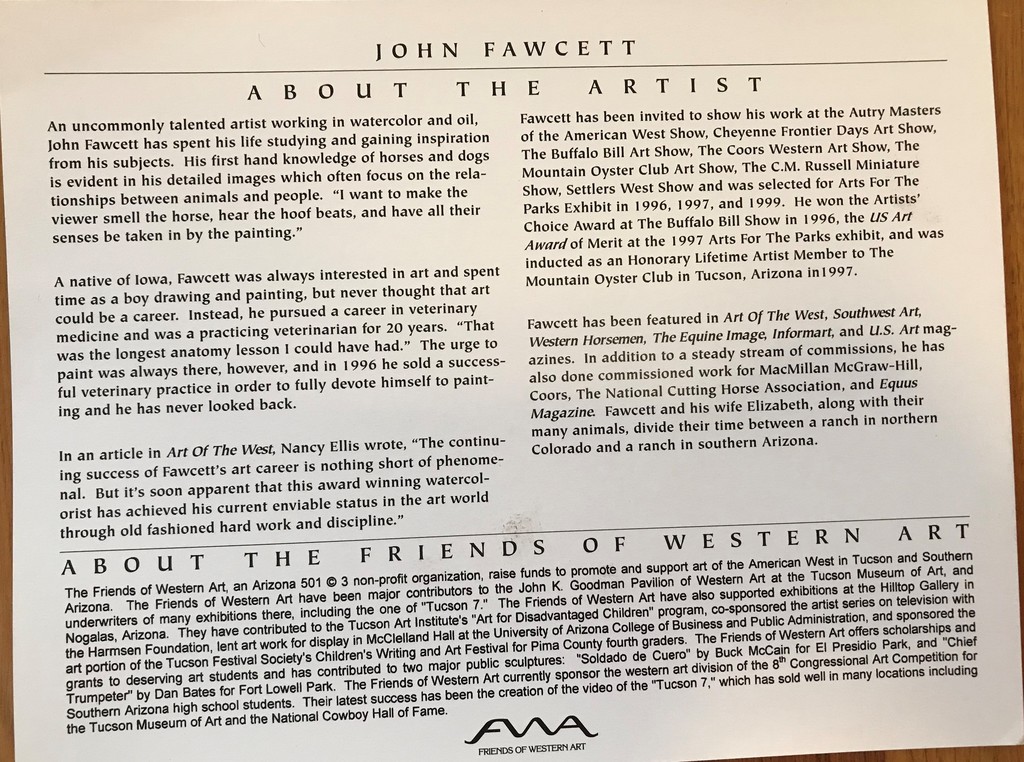 JOHN FAWCETT
ABOUT THE ARTIST
An uncommonly talented artist working in watercolor and oil,
John Fawcett has spent his life studying and gaining inspiration
from his subjects. His first hand knowledge of horses and dogs
is evident in his detailed images which often focus on the rela-
tionships between animals and people. "I want to make the
viewer smell the horse, hear the hoof beats, and have all their
senses be taken in by the painting."
A native of Iowa, Fawcett was always interested in art and spent
time as a boy drawing and painting, but never thought that art
could be a career. Instead, he pursued a career in veterinary
medicine and was a practicing veterinarian for 20 years. "That
was the longest anatomy lesson I could have had." The urge to
paint was always there, however, and in 1996 he sold a success-
ful veterinary practice in order to fully devote himself to paint-
ing and he has never looked back.
In an article in Art Of The West, Nancy Ellis wrote, "The continu-
ing success of Fawcett's art career is nothing short of phenome-
nal. But it's soon apparent that this award winning watercol-
orist has achieved his current enviable status in the art world
through old fashioned hard work and discipline."
Fawcett has been invited to show his work at the Autry Masters
of the American West Show, Cheyenne Frontier Days Art Show,
The Buffalo Bill Art Show, The Coors Western Art Show, The
Mountain Oyster Club Art Show, The C.M. Russell Miniature
Show, Settlers West Show and was selected for Arts For The
Parks Exhibit in 1996, 1997, and 1999. He won the Artists'
Choice Award at The Buffalo Bill Show in 1996, the US Art
Award of Merit at the 1997 Arts For The Parks exhibit, and was
inducted as an Honorary Lifetime Artist Member to The
Mountain Oyster Club in Tucson, Arizona in1997.
Fawcett has been featured in Art Of The West, Southwest Art,
Western Horsemen, The Equine Image, Informart, and U.S. Art mag-
azines. In addition to a steady stream of commissions, he has
also done commissioned work for MacMillan McGraw-Hill,
Coors, The National Cutting Horse Association, and Equus
Magazine. Fawcett and his wife Elizabeth, along with their
many animals, divide their time between a ranch in northern
Colorado and a ranch in southern Arizona.
ABOUT THE FRIENDS OF WESTERN ART
The Friends of Western Art, an Arizona 501 © 3 non-profit organization, raise funds to promote and support art of the American West in Tucson and Southern
Arizona. The Friends of Western Art have been major contributors to the John K. Goodman Pavilion of Western Art at the Tucson Museum of Art, and
underwriters of many exhibitions there, including the one of "Tucson 7." The Friends of Western Art have also supported exhibitions at the Hilltop Gallery in
Nogalas, Arizona. They have contributed to the Tucson Art Institute's "Art for Disadvantaged Children" program, co-sponsored the artist series on television with
the Harmsen Foundation, lent art work for display in McClelland Hall at the University of Arizona College of Business and Public Administration, and sponsored the
art portion of the Tucson Festival Society's Children's Writing and Art Festival for Pima County fourth graders. The Friends of Western Art offers scholarships and
grants to deserving art students and has contributed to two major public sculptures: "Soldado de Cuero" by Buck McCain for El Presidio Park, and "Chief
Trumpeter" by Dan Bates for Fort Lowell Park. The Friends of Western Art currently sponsor the western art division of the 8th Congressional Art Competition for
Southern Arizona high school students. Their latest success has been the creation of the video of the "Tucson 7," which has sold well in many locations including
the Tucson Museum of Art and the National Cowboy Hall of Fame.
FWA
FRIENDS OF WESTERN ART